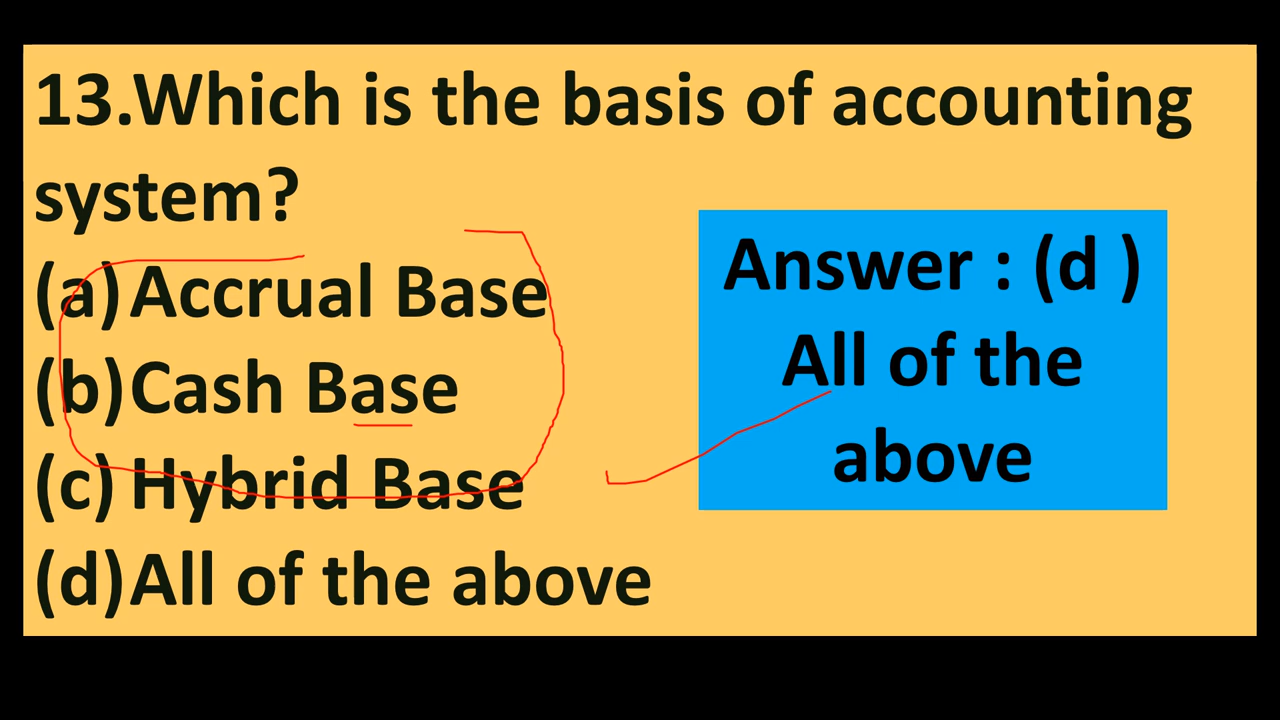 13.Which is the basis of accounting
system?
(a) Accrual Base
(b) Cash Base
(c) Hybrid Base
(d) All of the above
Answer : (d )
All of the
above